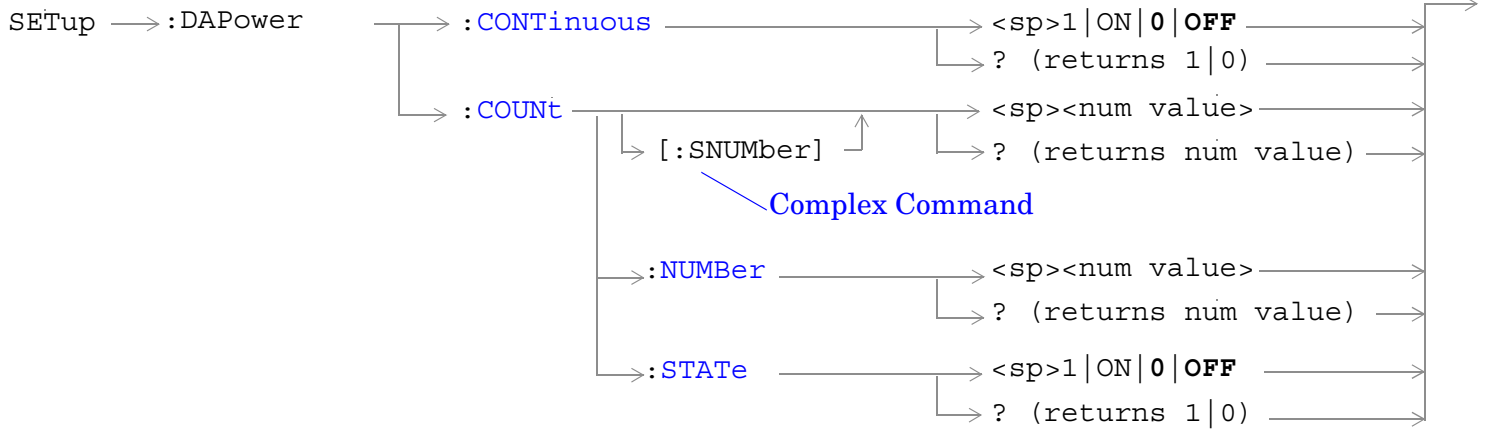 SETup :DAPower :CONTinuous <sp>1|ON|0|OFF
? (returns 1|0)
:COUNt <sp><num value>
[:SNUMber] ? (returns num value)
Complex Command
:NUMBer <sp><num value>
? (returns num value)
:STATe <sp>1|ON|0|OFF
? (returns 1|0)